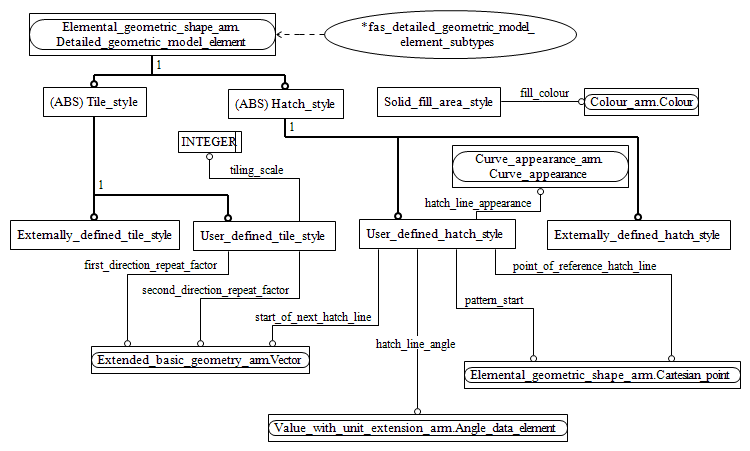 Elemental_geometric_shape_arm.
Detailed_geometric_model_element
*fas_detailed_geometric_model_
element_subtypes
1
(ABS) Tile_style
(ABS) Hatch_style
Solid_fill_area_style
fill_colour
Colour_arm.Colour
1
INTEGER
tiling_scale
Curve_appearance_arm.
Curve_appearance
1
hatch_line_appearance
Externally_defined_tile_style
User_defined_tile_style
User_defined_hatch_style
Externally_defined_hatch_style
first_direction_repeat_factor
point_of_reference_hatch_line
second_direction_repeat_factor
pattern_start
start_of_next_hatch_line
hatch_line_angle
Extended_basic_geometry_arm.Vector
Elemental_geometric_shape_arm.Cartesian_point
Value_with_unit_extension_arm.Angle_data_element